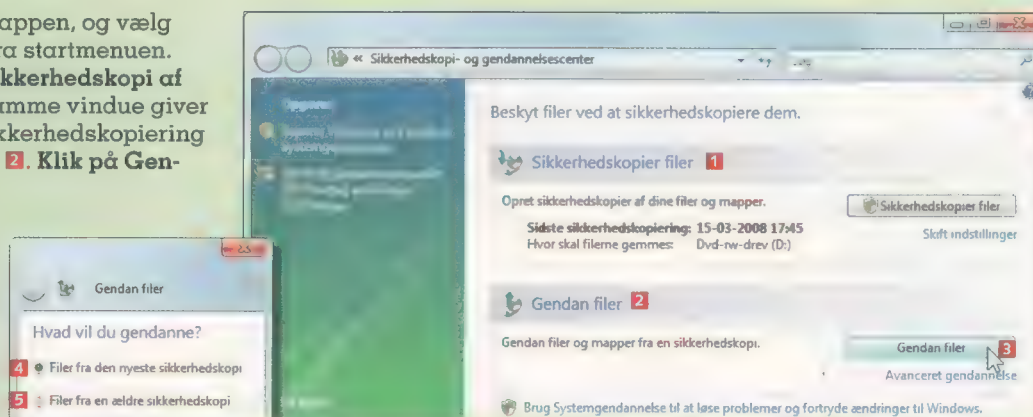 appen, og vælg
ra startmenuen.
kkerhedskopi af
amme vindue giver
kkerhedskopiering
2. Klik på Gen-
« Sikkerhedskopi- og gendannelsescenter
Beskyt filer ved at sikkerhedskopiere dem.
Sikkerhedskopier filer 1
Opret sikkerhedskopier af dine filer og mapper.
Sikkerhedskopier filer
Sidste sikkerhedskopiering: 15-03-2008 17:45
Hvor skal filerne gemmes: Dvd-rw-drev (D:)
Skift indstillinger
Gendan filer 2
Gendan filer og mapper fra en sikkerhedskopi.
Gendan filer 3
Avanceret gendannelse
Brug Systemgendannelse til at løse problemer og fortryde ændringer til Windows.
Gendan filer
Hvad vil du gendanne?
4 Filer fra den nyeste sikkerhedskopi
5 Filer fra en ældre sikkerhedskopi